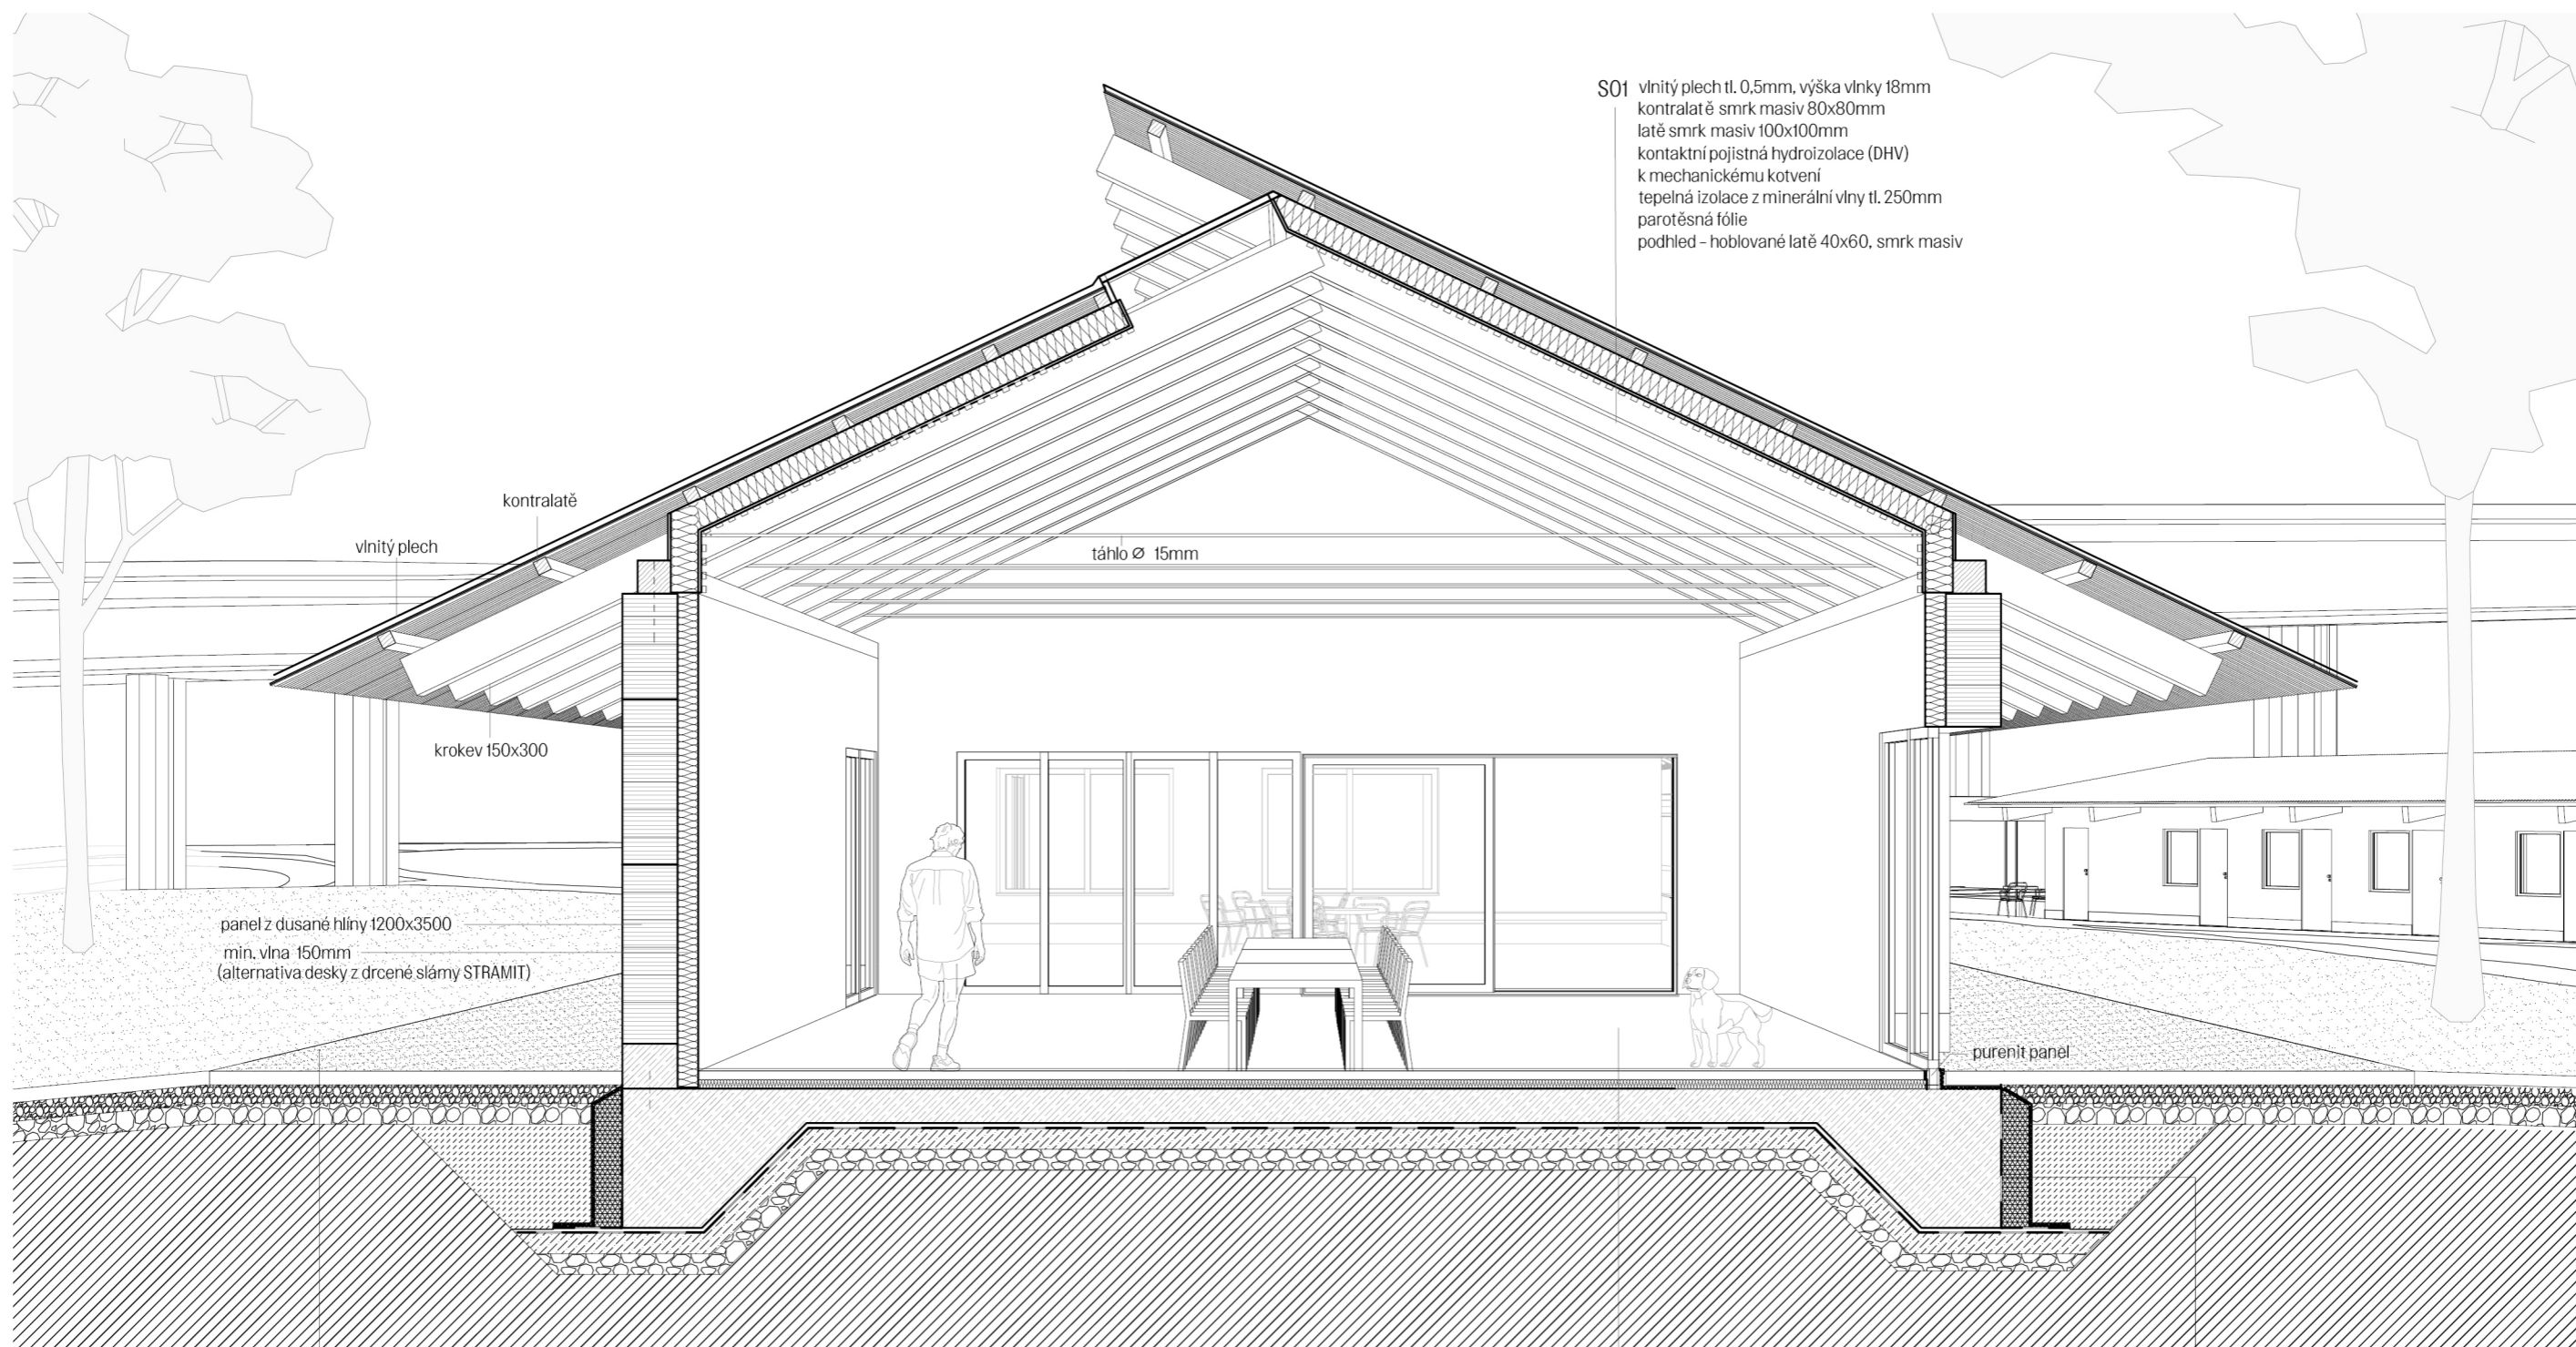 S01 vlnitý plech tl. 0,5mm, výška vlnky 18mm
kontralatě smrk masiv 80x80mm
latě smrk masiv 100x100mm
kontaktní pojistná hydroizolace (DHV)
k mechanickému kotvení
tepelná izolace z minerální vlny tl. 250mm
parotěsná fólie
podhled - hoblované latě 40x60, smrk masiv
kontralatě
vlnitý plech
táhlo Ø 15mm
krokev 150x300
panel z dusané hlíny 1200x3500
min. vlna 150mm
(alternativa desky z drcené slámy STRAMIT)
purenit panel